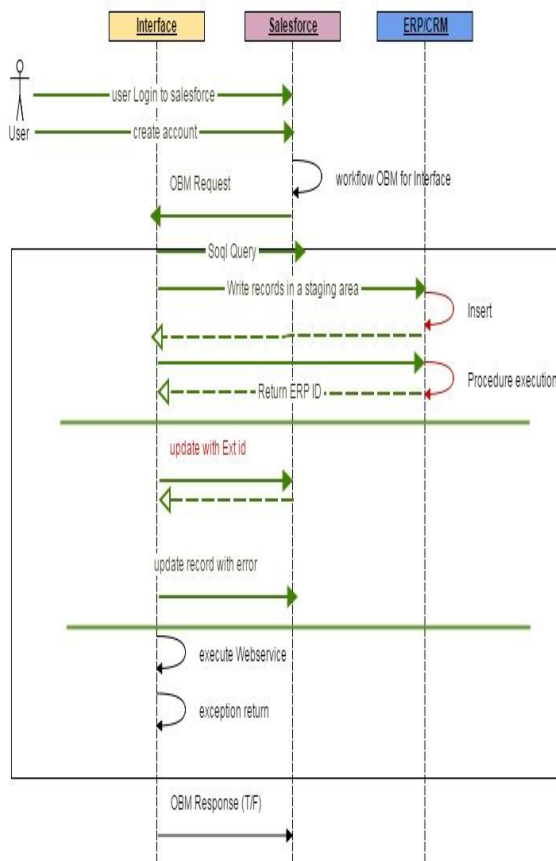 Interface
Salesforce
ERP/CRM
user Login to salesforce
User
create account
workflow OBM for Interface
OBM Request
Soql Query
Write records in a staging area
Insert
Procedure execution
Return ERP ID
update with Ext id
update record with error
execute Webservice
exception return
OBM Response (T/F)